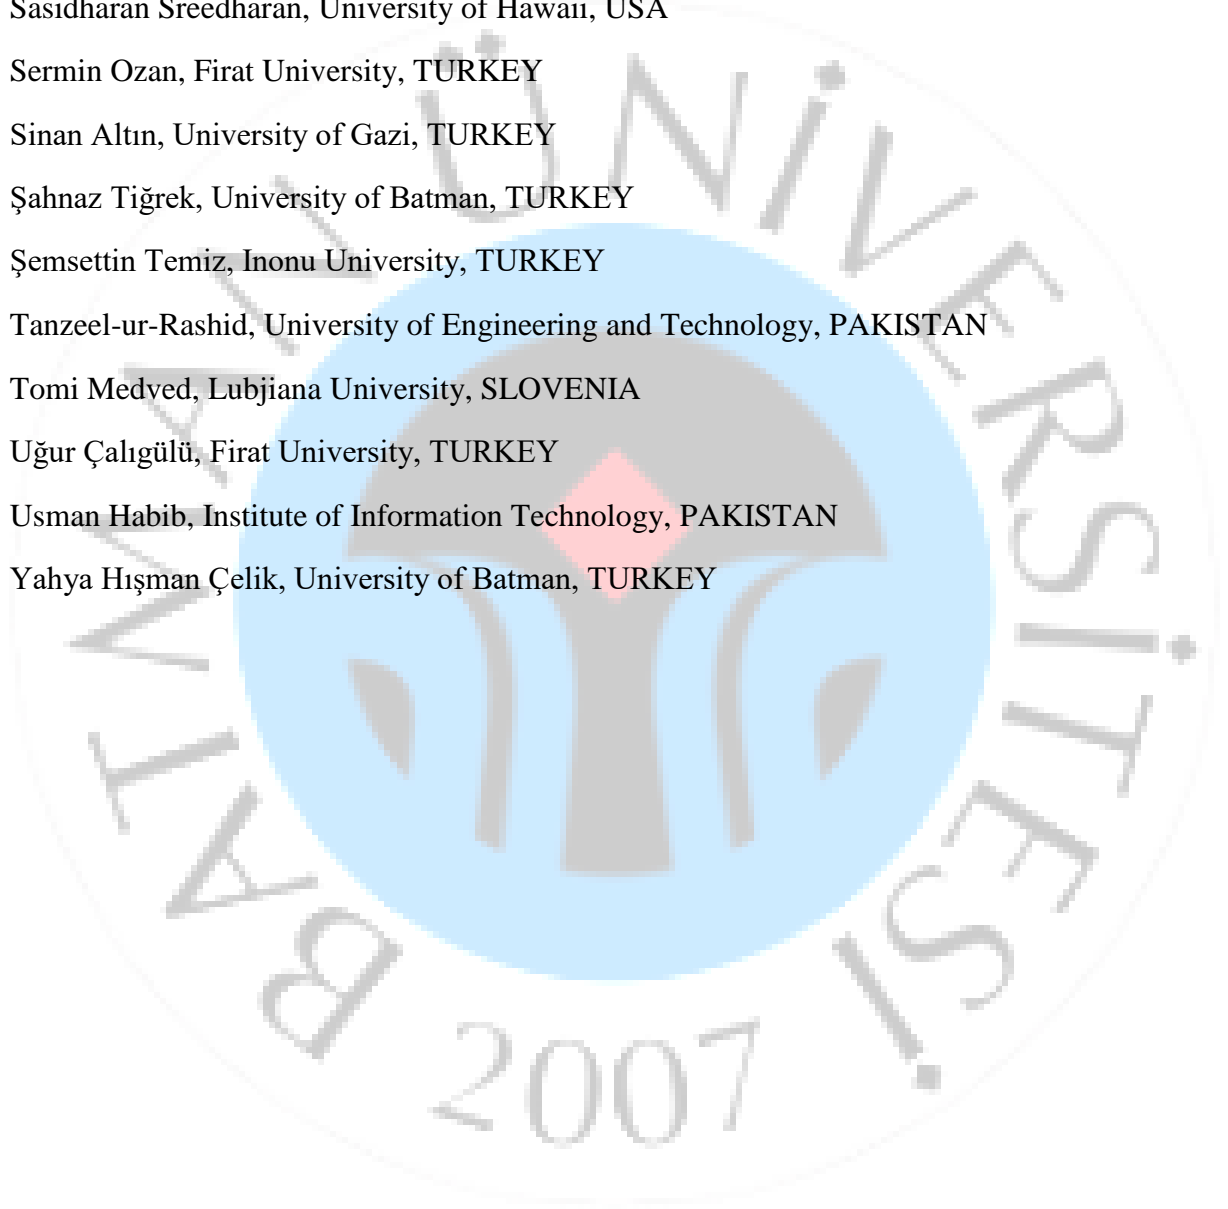 Sasidharan Sreedharan, University of Hawaii, USA
Sermin Ozan, Firat University, TURKEY
Sinan Altın, University of Gazi, TURKEY
Şahnaz Tiğrek, University of Batman, TURKEY
Şemsettin Temiz, Inonu University, TURKEY
Tanzeel-ur-Rashid, University of Engineering and Technology, PAKISTAN
Tomi Medved, Lubjiana University, SLOVENIA
Uğur Çalıgülü, Firat University, TURKEY
Usman Habib, Institute of Information Technology, PAKISTAN
Yahya Hışman Çelik, University of Batman, TURKEY
BATMAN ÜNİVERSİTESİ
2007